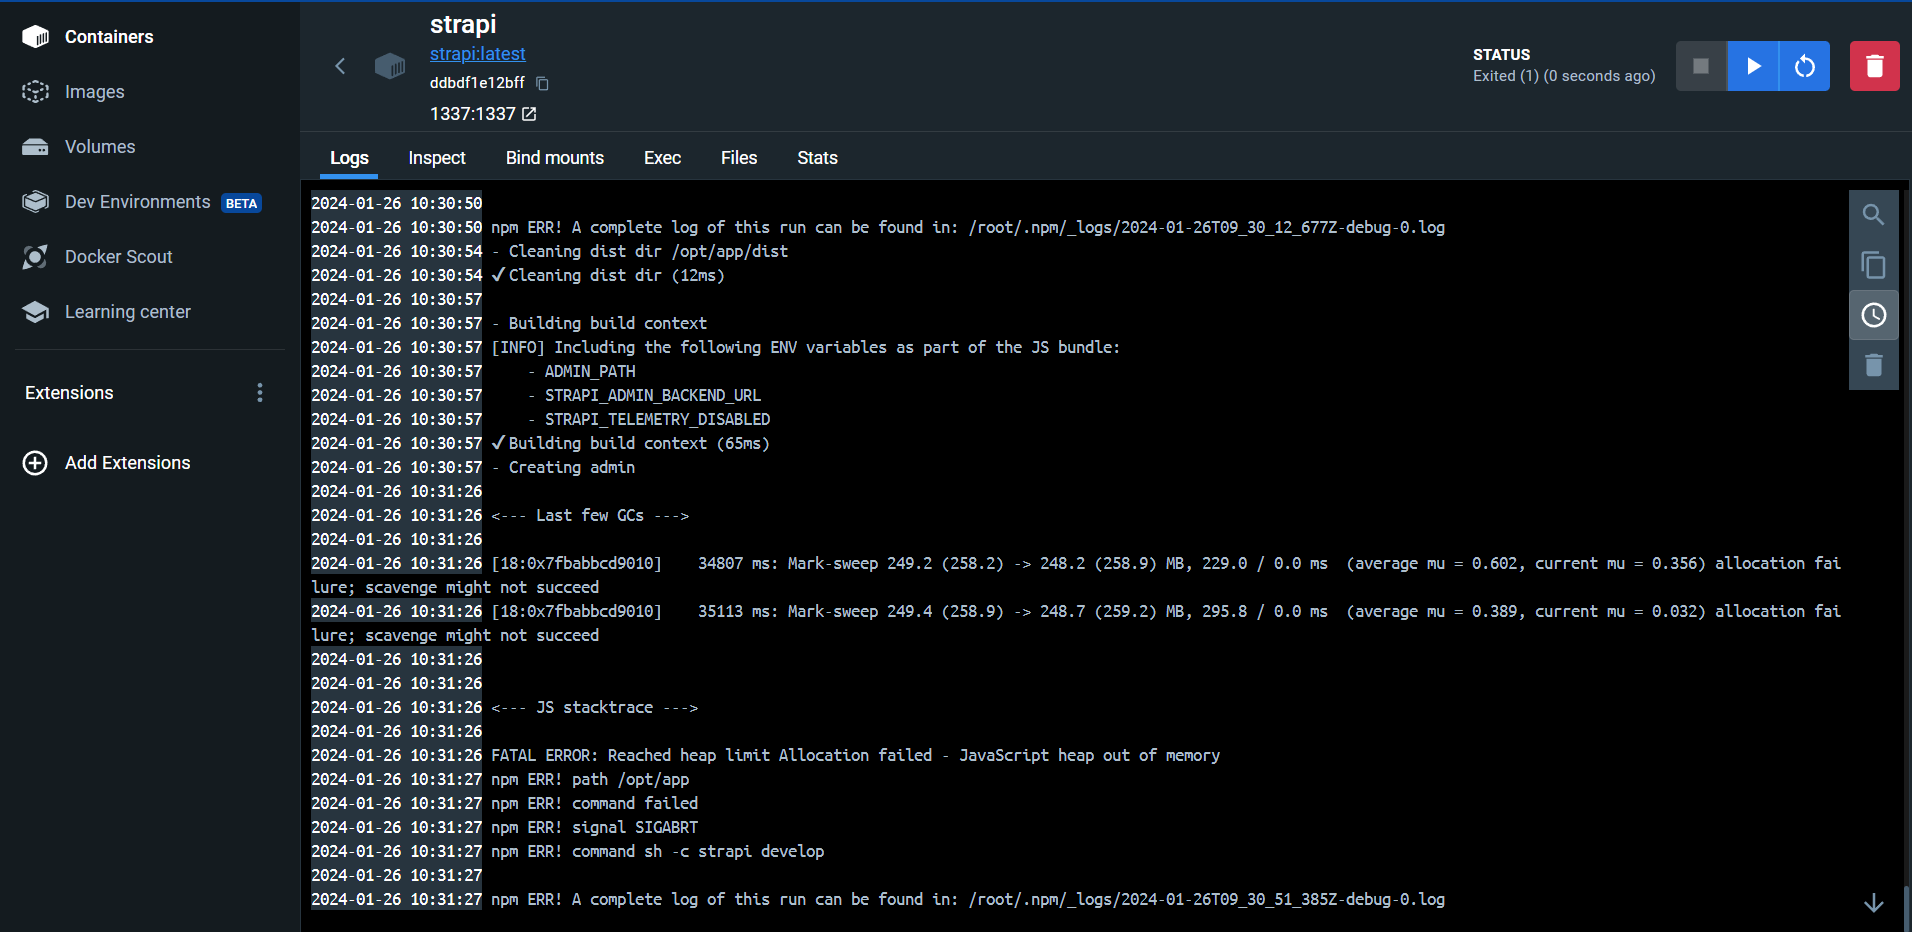 Containers
Images
Volumes
Dev Environments BETA
Docker Scout
Learning center
Extensions
Add Extensions
strapi
strapi:latest
ddbdf1e12bff
1337:1337
STATUS
Exited (1) (0 seconds ago)
Logs Inspect Bind mounts Exec Files Stats
2024-01-26 10:30:50
2024-01-26 10:30:50 npm ERR! A complete log of this run can be found in: /root/.npm/_logs/2024-01-26T09_30_12_677Z-debug-0.log
2024-01-26 10:30:54 - Cleaning dist dir /opt/app/dist
2024-01-26 10:30:54 ✓Cleaning dist dir (12ms)
2024-01-26 10:30:57
2024-01-26 10:30:57 - Building build context
2024-01-26 10:30:57 [INFO] Including the following ENV variables as part of the JS bundle:
2024-01-26 10:30:57     - ADMIN_PATH
2024-01-26 10:30:57     - STRAPI_ADMIN_BACKEND_URL
2024-01-26 10:30:57     - STRAPI_TELEMETRY_DISABLED
2024-01-26 10:30:57 ✓Building build context (65ms)
2024-01-26 10:30:57 - Creating admin
2024-01-26 10:31:26
2024-01-26 10:31:26 <--- Last few GCs --->
2024-01-26 10:31:26
2024-01-26 10:31:26 [18:0x7fbabbcd9010]    34807 ms: Mark-sweep 249.2 (258.2) -> 248.2 (258.9) MB, 229.0 / 0.0 ms  (average mu = 0.602, current mu = 0.356) allocation fai
lure; scavenge might not succeed
2024-01-26 10:31:26 [18:0x7fbabbcd9010]    35113 ms: Mark-sweep 249.4 (258.9) -> 248.7 (259.2) MB, 295.8 / 0.0 ms  (average mu = 0.389, current mu = 0.032) allocation fai
lure; scavenge might not succeed
2024-01-26 10:31:26
2024-01-26 10:31:26
2024-01-26 10:31:26 <--- JS stacktrace --->
2024-01-26 10:31:26
2024-01-26 10:31:26 FATAL ERROR: Reached heap limit Allocation failed - JavaScript heap out of memory
2024-01-26 10:31:27 npm ERR! path /opt/app
2024-01-26 10:31:27 npm ERR! command failed
2024-01-26 10:31:27 npm ERR! signal SIGABRT
2024-01-26 10:31:27 npm ERR! command sh -c strapi develop
2024-01-26 10:31:27
2024-01-26 10:31:27 npm ERR! A complete log of this run can be found in: /root/.npm/_logs/2024-01-26T09_30_51_385Z-debug-0.log